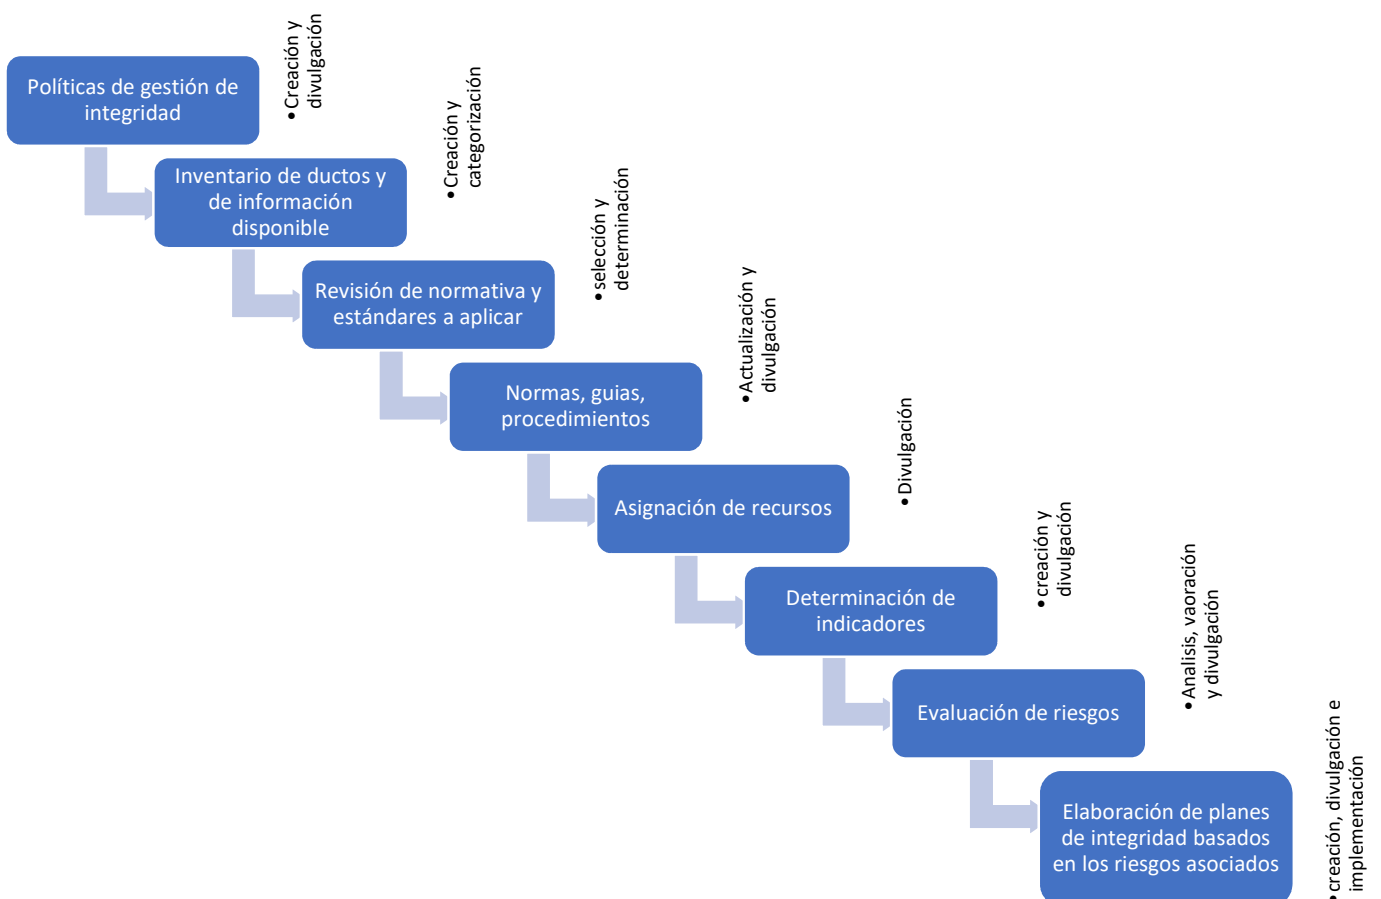 Políticas de gestión de
integridad
•Creación y
divulgación
Inventario de ductos y
de información
disponible
•Creación y
categorización
Revisión de normativa y
estándares a aplicar
•selección y
determinación
Normas, guias,
procedimientos
•Actualización y
divulgación
Asignación de recursos
•Divulgación
Determinación de
indicadores
•creación y
divulgación
Evaluación de riesgos
•Analisis, vaoración
y divulgación
Elaboración de planes
de integridad basados
en los riesgos asociados
•creación, divulgación e
implementación